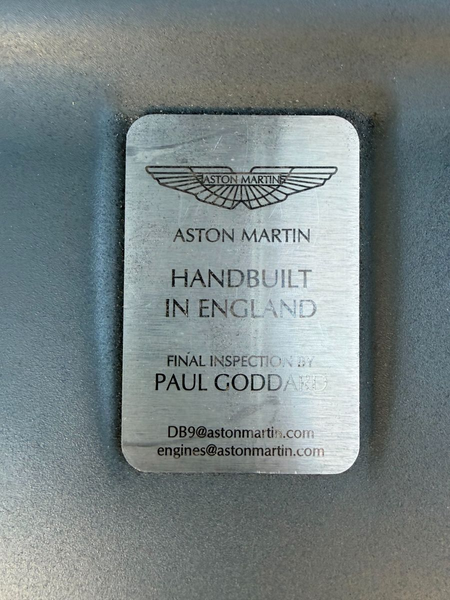 ASTON MARTIN
ASTON MARTIN
HANDBUILT
IN ENGLAND
FINAL INSPECTION BY
PAUL GODDARD
DB9@astonmartin.com
engines@astonmartin.com